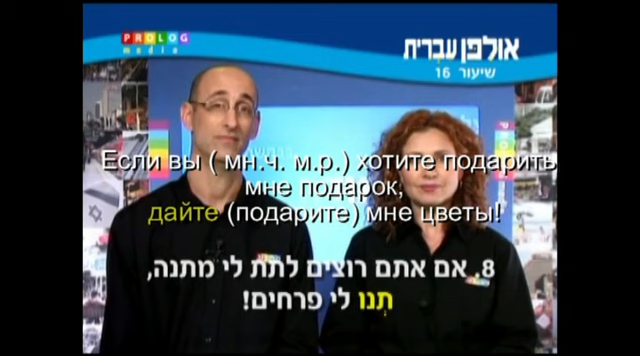 PROLOG
media
אולפן עברית
שיעור 16
Если вы ( мн.ч. м.р.) хотите подарить
мне подарок,
дайте (подарите) мне цветы!
8. אם אתם רוצים לתת לי מתנה,
תְנו לי פרחים!